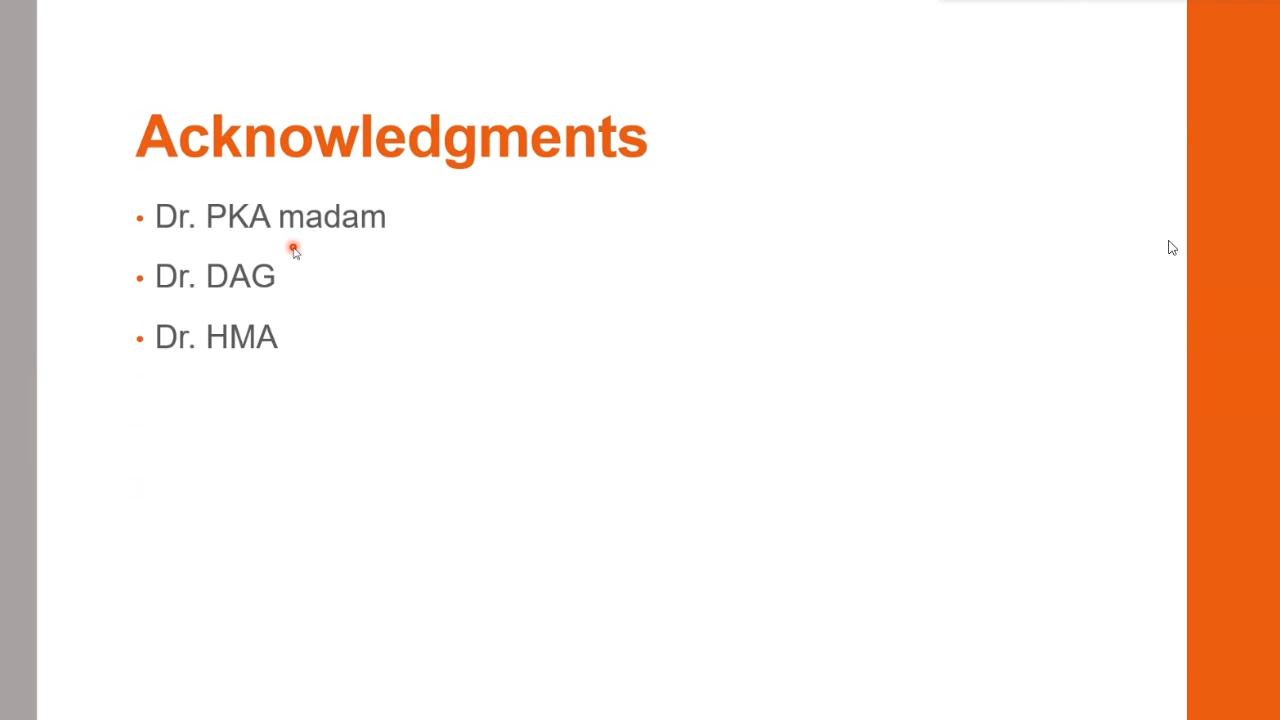 Acknowledgments
• Dr. PKA madam
• Dr. DAG
• Dr. HMA